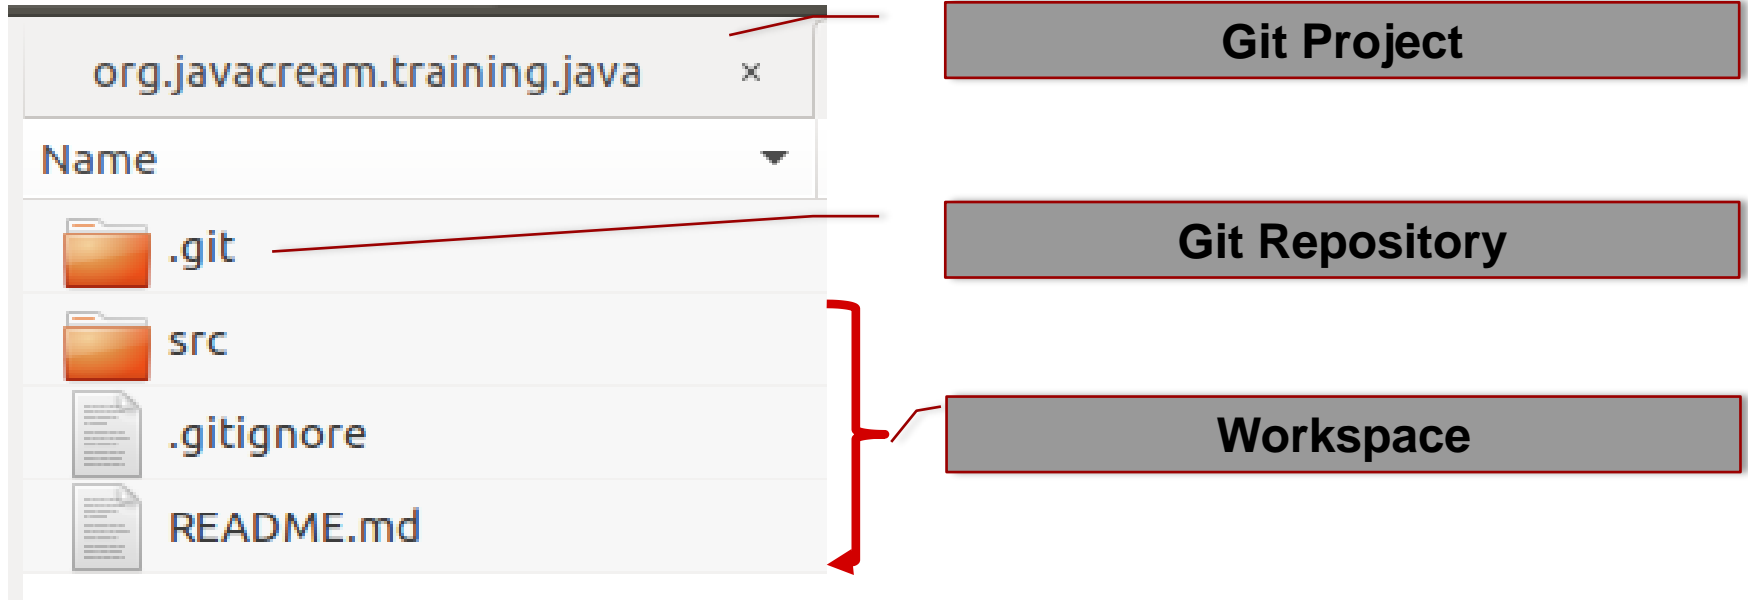 Git Project
org.javacream.training.java ×
Name
Git Repository
.git
src
.gitignore
Workspace
README.md